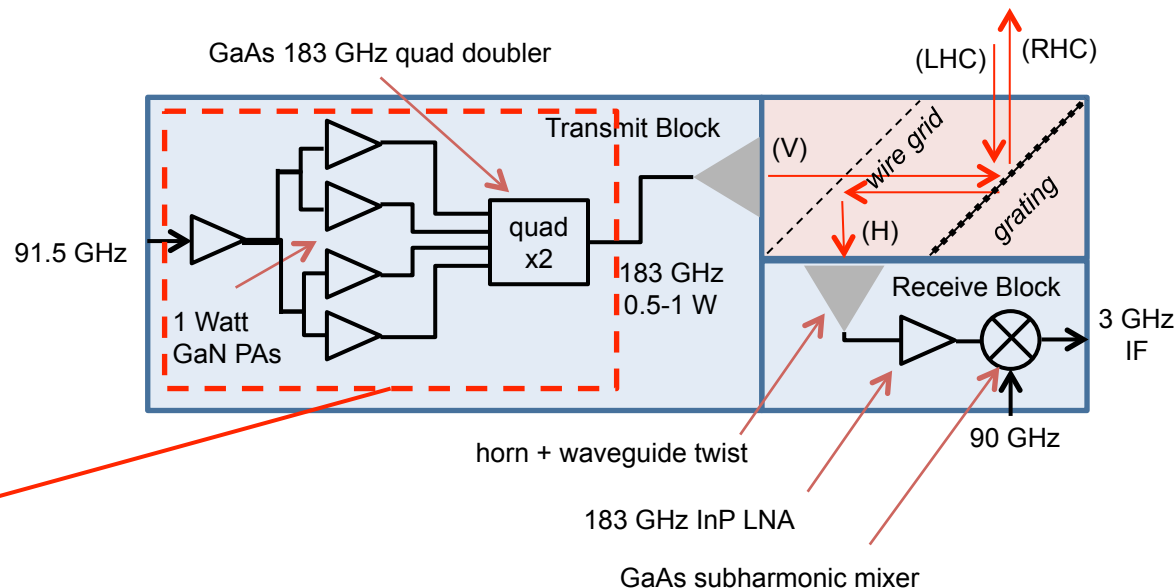 GaAs 183 GHz quad doubler
(LHC)
(RHC)
Transmit Block
(V)
wire grid
grating
(H)
91.5 GHz
quad
x2
183 GHz
0.5-1 W
1 Watt
GaN PAs
Receive Block
3 GHz
IF
90 GHz
horn + waveguide twist
183 GHz InP LNA
GaAs subharmonic mixer